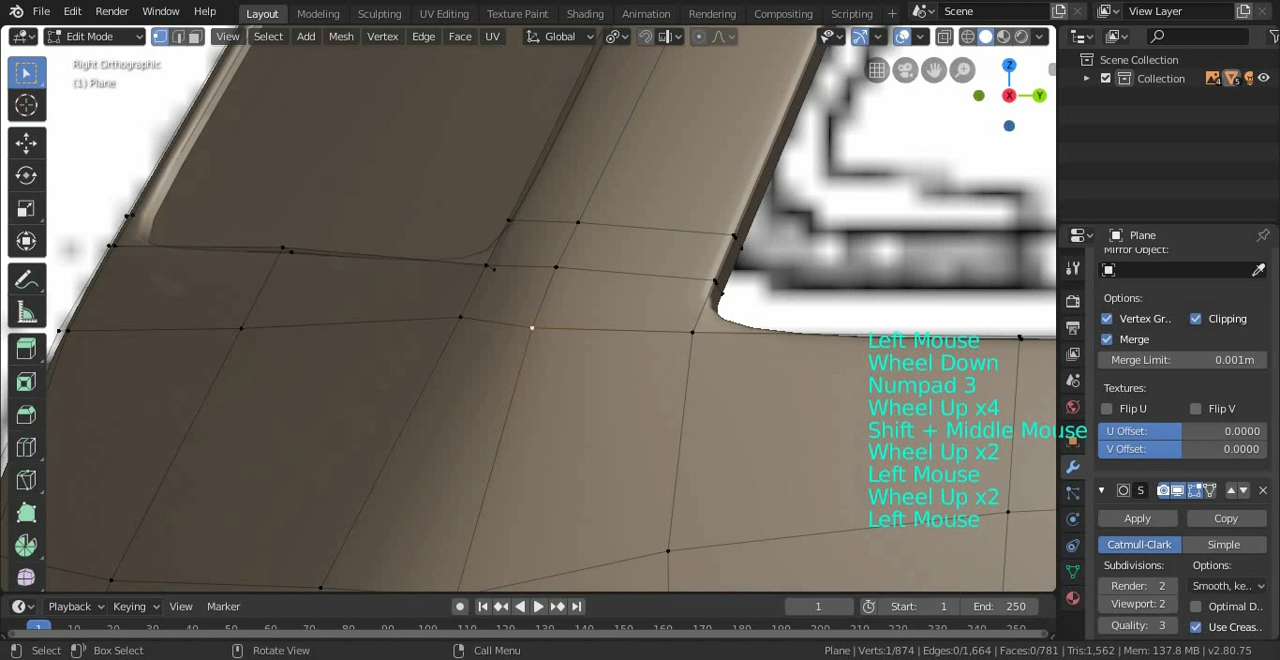 File Edit Render Window Help Layout Modeling Sculpting UV Editing Texture Paint Shading Animation Rendering Compositing Scripting + Scene View Layer
Edit Mode View Select Add Mesh Vertex Edge Face UV Global
Right Orthographic
(1) Plane
Z
X
Y
Scene Collection
Collection
Plane
Mirror Object:
Options:
Vertex Gr.. Clipping
Merge
Merge Limit: 0.001m
Textures:
Flip U Flip V
U Offset: 0.0000
V Offset: 0.0000
S
Apply Copy
Catmull-Clark Simple
Subdivisions: Options:
Render: 2 Smooth, ke..
Viewport: 2 Optimal D..
Quality: 3 Use Creas..
Left Mouse
Wheel Down
Numpad 3
Wheel Up x4
Shift + Middle Mouse
Wheel Up x2
Left Mouse
Wheel Up x2
Left Mouse
Playback Keying View Marker 1 Start: 1 End: 250
1 10 20 30 40 50 60 70 80 90 100 110 120 130 140 150 160 170 180 190 200 210 220 230 240 250
Select Box Select Rotate View Call Menu Plane | Verts:1/874 | Edges:0/1,664 | Faces:0/781 | Tris:1,562 | Mem: 137.8 MB | v2.80.75